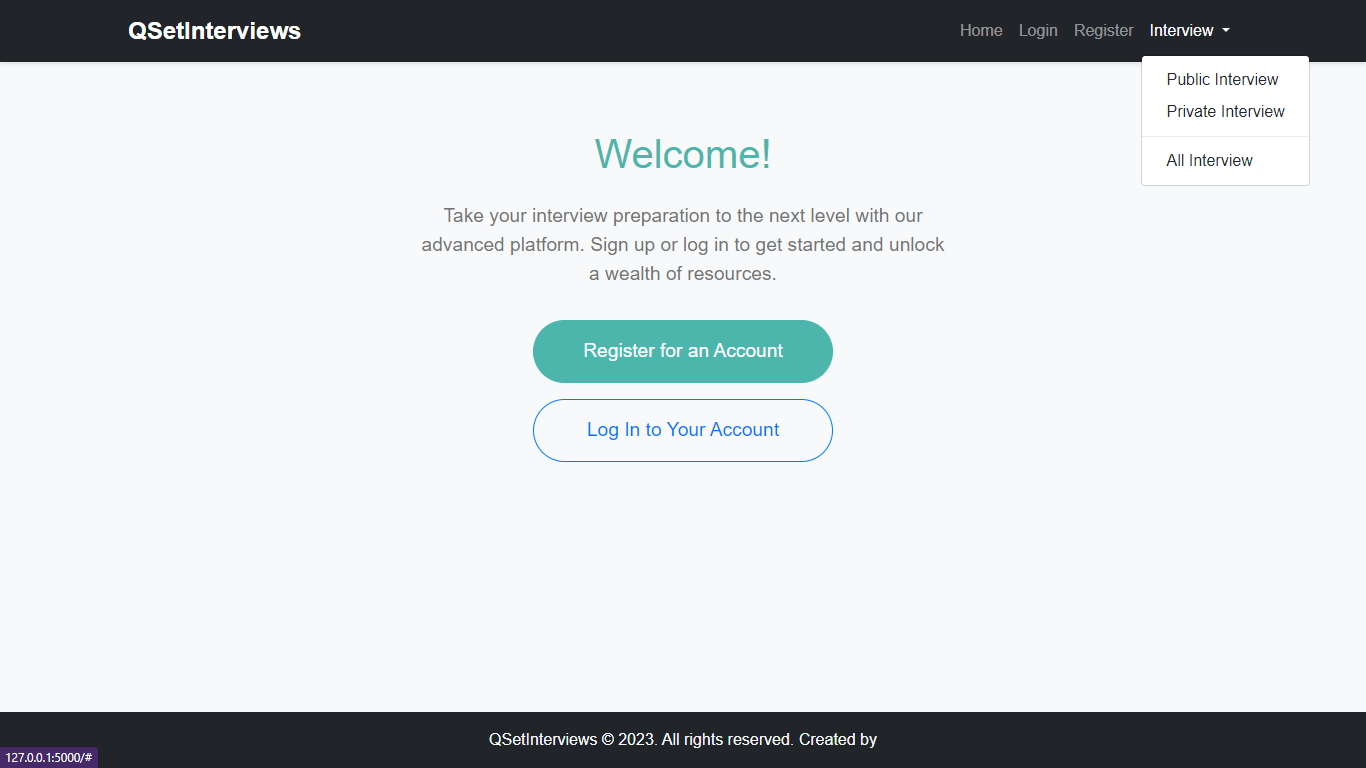 QSetInterviews
Home Login Register Interview
Public Interview
Private Interview
All Interview
Welcome!
Take your interview preparation to the next level with our
advanced platform. Sign up or log in to get started and unlock
a wealth of resources.
Register for an Account
Log In to Your Account
QSetInterviews © 2023. All rights reserved. Created by
127.0.0.1:5000/#